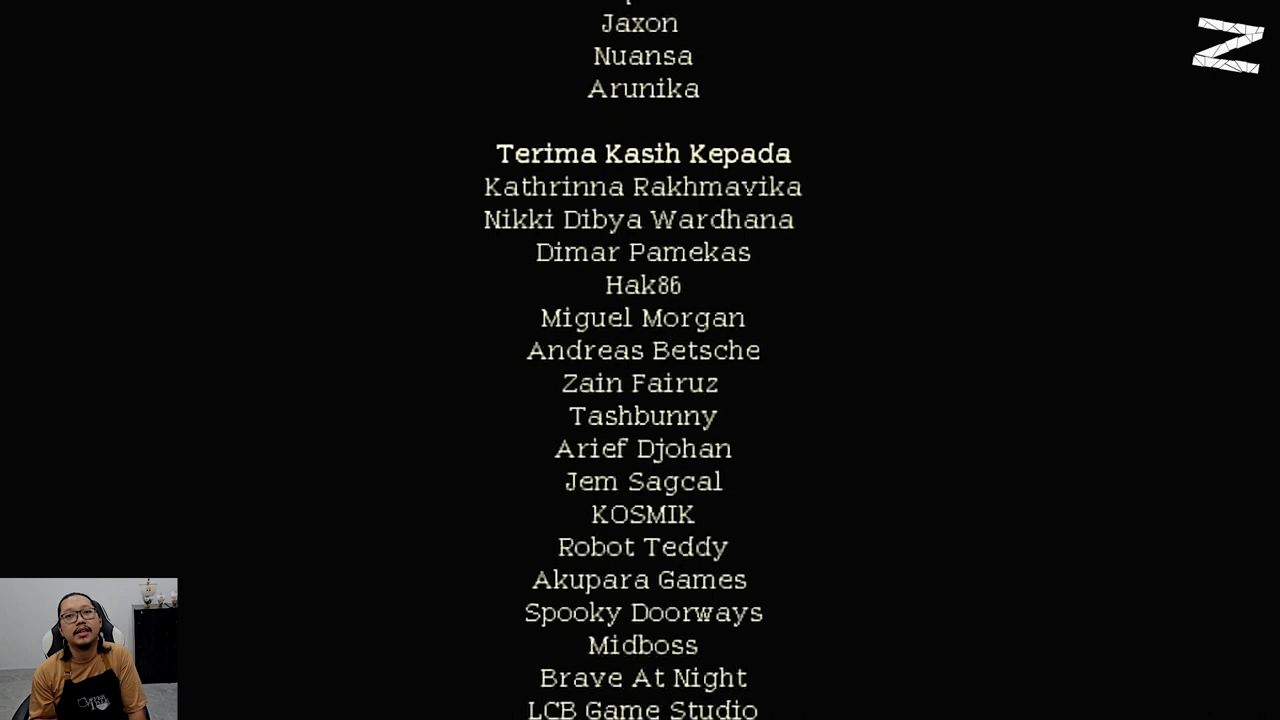 Jaxon
Nuansa
Arunika
Terima Kasih Kepada
Kathrinna Rakhmavika
Nikki Dibya Wardhana
Dimar Pamekas
Hak86
Miguel Morgan
Andreas Betsche
Zain Fairuz
Tashbunny
Arief Djohan
Jem Sagcal
KOSMIK
Robot Teddy
Akupara Games
Spooky Doorways
Midboss
Brave At Night
LCB Game Studio
Z